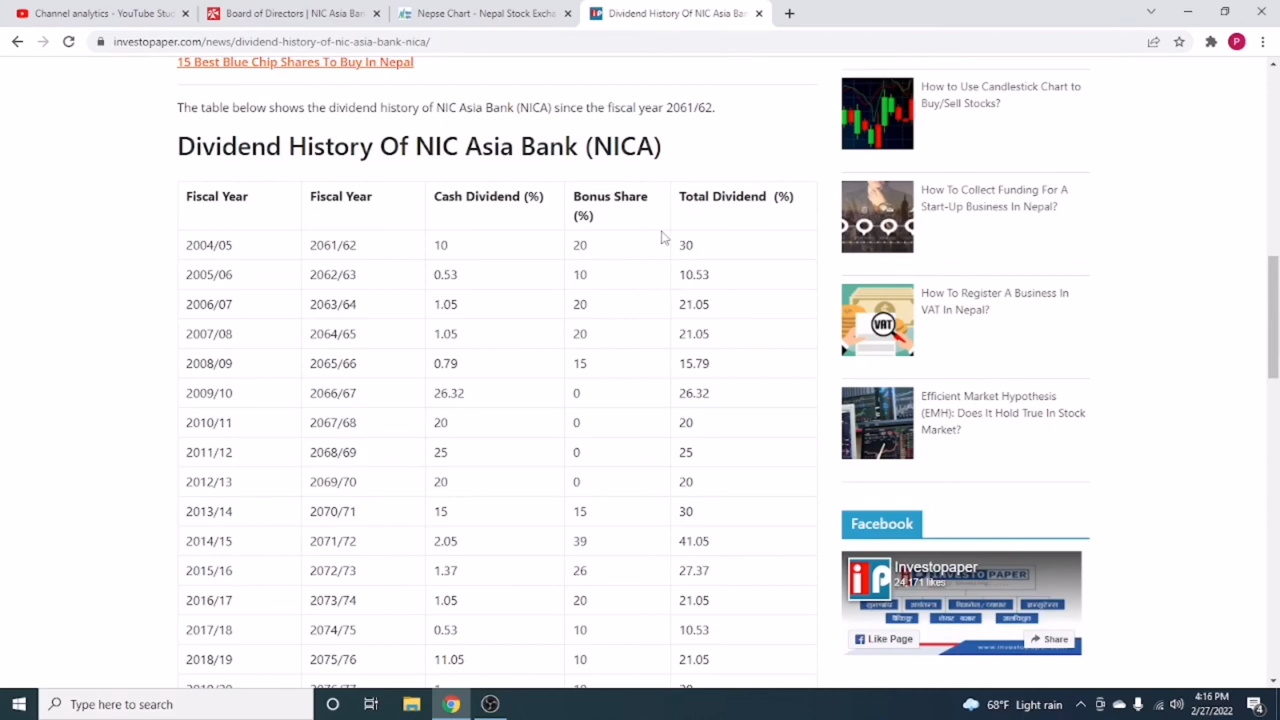 Channel analytics - YouTube Stud
Board of Directors | NIC Asia Ban
Nepse Chart - Nepal Stock Excha
Dividend History Of NIC Asia Ban
investopaper.com/news/dividend-history-of-nic-asia-bank-nica/
P
15 Best Blue Chip Shares To Buy In Nepal
The table below shows the dividend history of NIC Asia Bank (NICA) since the fiscal year 2061/62.
Dividend History Of NIC Asia Bank (NICA)
Fiscal Year Fiscal Year Cash Dividend (%) Bonus Share (%) Total Dividend (%)
2004/05 2061/62 10 20 30
2005/06 2062/63 0.53 10 10.53
2006/07 2063/64 1.05 20 21.05
2007/08 2064/65 1.05 20 21.05
2008/09 2065/66 0.79 15 15.79
2009/10 2066/67 26.32 0 26.32
2010/11 2067/68 20 0 20
2011/12 2068/69 25 0 25
2012/13 2069/70 20 0 20
2013/14 2070/71 15 15 30
2014/15 2071/72 2.05 39 41.05
2015/16 2072/73 1.37 26 27.37
2016/17 2073/74 1.05 20 21.05
2017/18 2074/75 0.53 10 10.53
2018/19 2075/76 11.05 10 21.05
How to Use Candlestick Chart to
Buy/Sell Stocks?
How To Collect Funding For A
Start-Up Business In Nepal?
VAT
How To Register A Business In
VAT In Nepal?
Efficient Market Hypothesis
(EMH): Does It Hold True In Stock
Market?
Facebook
iP
Investopaper
24,171 likes
Like Page
Share
Type here to search
68°F Light rain
4:16 PM
2/27/2022
4